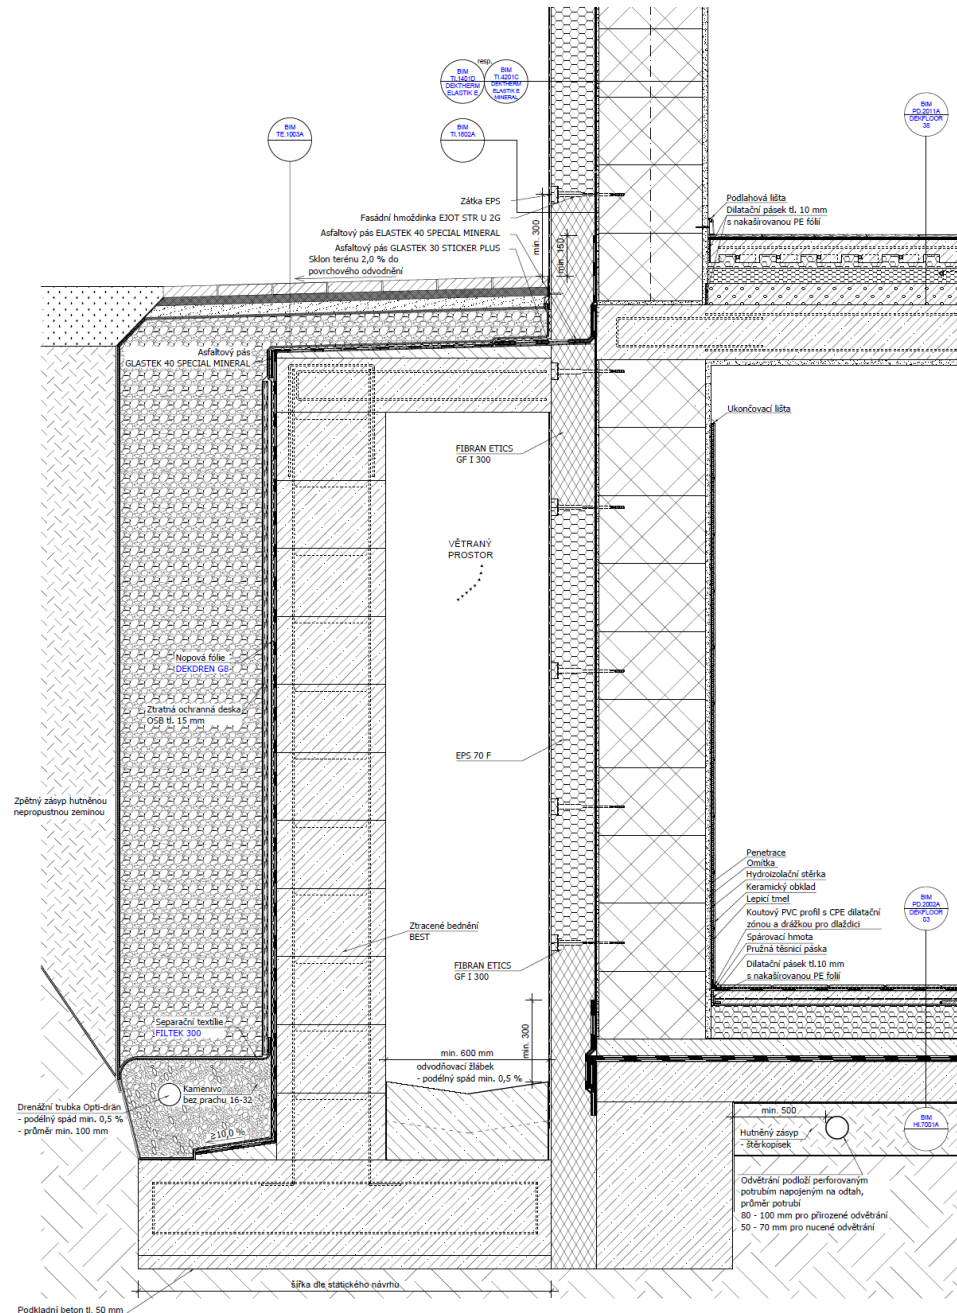 resp.
BIM
TI.1401D
DEKTHERM
ELASTIK E
BIM
TI.4201C
DEKTHERM
ELASTIK E
MINERAL
BIM
TE.1003A
BIM
TI.1602A
BIM
PD.2011A
DEKFLOOR
38
Zátka EPS
Fasádní hmoždinka EJOT STR U 2G
Asfaltový pás ELASTEK 40 SPECIAL MINERAL
Asfaltový pás GLASTEK 30 STICKER PLUS
Sklon terénu 2,0 % do
povrchového odvodnění
min. 300
min. 150
Podlahová lišta
Dilatační pásek tl. 10 mm
s nakašírovanou PE fólií
Asfaltový pás
GLASTEK 40 SPECIAL MINERAL
Ukončovací lišta
FIBRAN ETICS
GF I 300
VĚTRANÝ
PROSTOR
Nopová fólie
DEKDREN G8
Ztratná ochranná deska
OSB tl. 15 mm
EPS 70 F
Zpětný zásyp hutněnou
nepropustnou zeminou
Penetrace
Omítka
Hydroizolační stěrka
Keramický obklad
Lepicí tmel
Koutový PVC profil s CPE dilatační
zónou a drážkou pro dlaždici
Spárovací hmota
Pružná těsnicí páska
Dilatační pásek tl.10 mm
s nakašírovanou PE folií
BIM
PD.2002A
DEKFLOOR
03
Ztracené bednění
BEST
FIBRAN ETICS
GF I 300
Separační textilie
FILTEK 300
min. 300
min. 600 mm
odvodňovací žlábek
- podélný spád min. 0,5 %
Kamenivo
bez prachu 16-32
Drenážní trubka Opti-drän
- podélný spád min. 0,5 %
- průměr min. 100 mm
≥10,0 %
min. 500
Hutněný zásyp
- štěrkopísek
BIM
HI.7001A
Odvětrání podloží perforovaným
potrubím napojeným na odtah,
průměr potrubí
80 - 100 mm pro přirozené odvětrání
50 - 70 mm pro nucené odvětrání
šířka dle statického návrhu
Podkladní beton tl. 50 mm